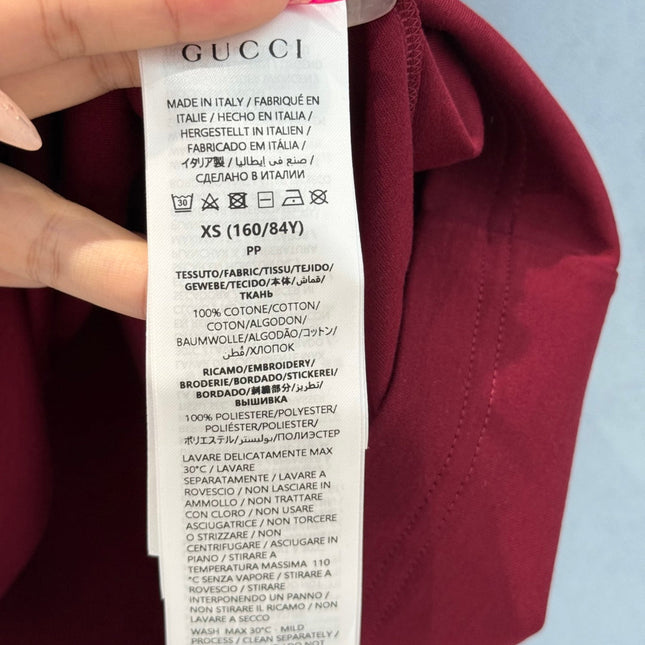 GUCCI
MADE IN ITALY / FABRIQUÉ EN
ITALIE / HECHO EN ITALIA /
HERGESTELLT IN ITALIEN /
FABRICADO EM ITÁLIA /
イタリア製 / صنع في إيطاليا /
СДЕЛАНО В ИТАЛИИ
30
XS (160/84Y)
PP
TESSUTO/FABRIC/TISSU/TEJIDO/
GEWEBE/TECIDO/本体/قماش/
ТКАНЬ
100% COTONE/COTTON/
COTON/ALGODON/
BAUMWOLLE/ALGODÃO/コットン/
قُطن/ХЛОПОК
RICAMO/EMBROIDERY/
BRODERIE/BORDADO/STICKEREI/
BORDADO/刺繍部分/تطريز/
ВЫШИВКА
100% POLIESTERE/POLYESTER/
POLIÉSTER/POLYESTER/
ポリエステル/بوليستر/ПОЛИЭСТЕР
LAVARE DELICATAMENTE MAX
30°C / LAVARE
SEPARATAMENTE / LAVARE A
ROVESCIO / NON LASCIARE IN
AMMOLLO / NON TRATTARE
CON CLORO / NON USARE
ASCIUGATRICE / NON TORCERE
O STRIZZARE / NON
CENTRIFUGARE / ASCIUGARE IN
PIANO / STIRARE A
TEMPERATURA MASSIMA 110
°C SENZA VAPORE / STIRARE A
ROVESCIO / STIRARE
INTERPONENDO UN PANNO /
NON STIRARE IL RICAMO / NON
LAVARE A SECCO
WASH MAX 30°C - MILD
PROCESS / CLEAN SEPARATELY /